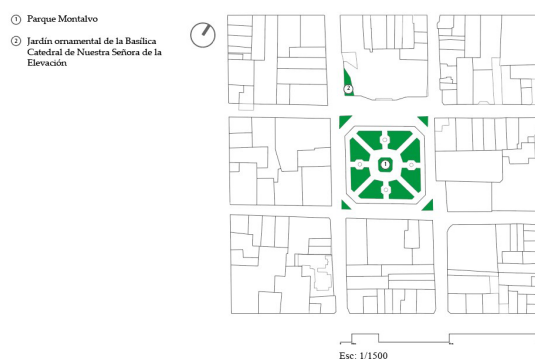 1 Parque Montalvo
2 Jardín ornamental de la Basílica
Catedral de Nuestra Señora de la
Elevación
2
1
Esc: 1/1500